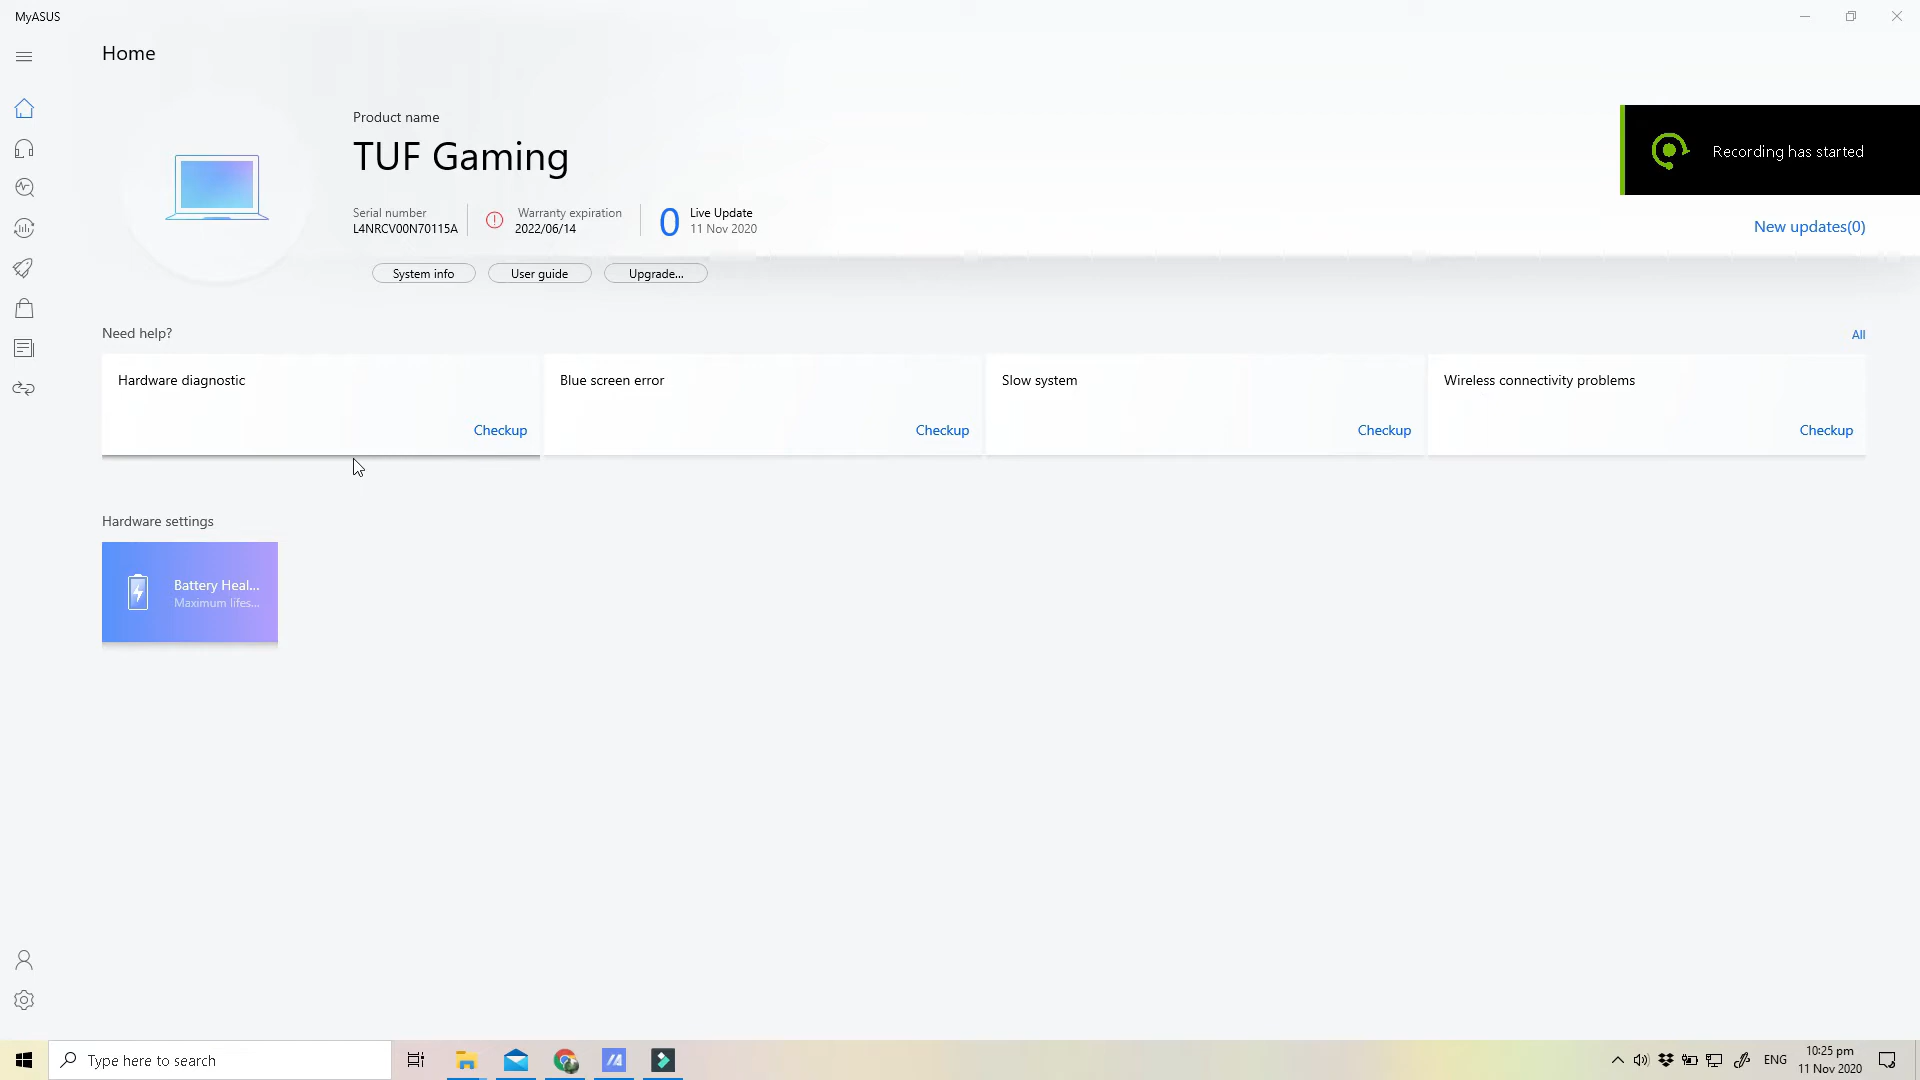 MyASUS
Home
Product name
TUF Gaming
Recording has started
Serial number
L4NRCV00N70115A
Warranty expiration
2022/06/14
0
Live Update
11 Nov 2020
New updates(0)
System info
User guide
Upgrade...
Need help?
All
Hardware diagnostic
Checkup
Blue screen error
Checkup
Slow system
Checkup
Wireless connectivity problems
Checkup
Hardware settings
Battery Heal...
Maximum lifes...
Type here to search
ENG
10:25 pm
11 Nov 2020